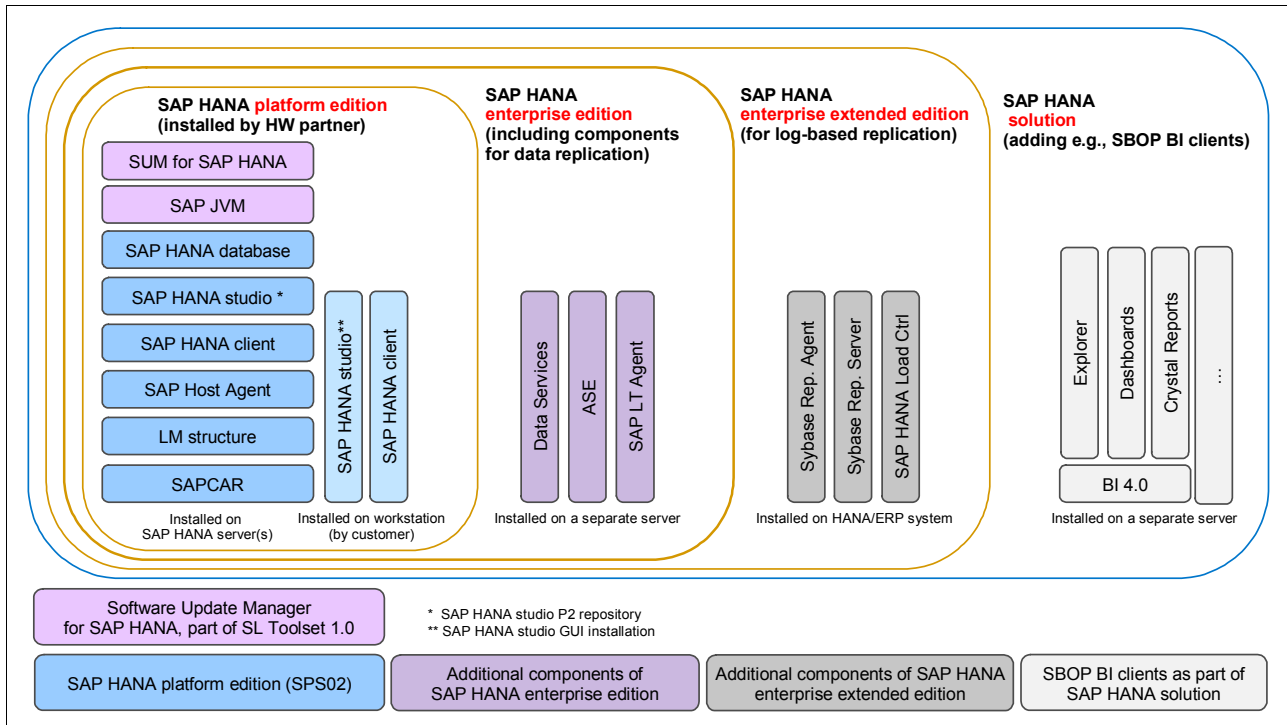 SAP HANA platform edition
(installed by HW partner)
SUM for SAP HANA
SAP JVM
SAP HANA database
SAP HANA studio *
SAP HANA client
SAP Host Agent
LM structure
SAPCAR
Installed on
SAP HANA server(s)
SAP HANA studio**
SAP HANA client
Installed on workstation
(by customer)
SAP HANA
enterprise edition
(including components
for data replication)
Data Services
ASE
SAP LT Agent
Installed on a separate server
SAP HANA
enterprise extended edition
(for log-based replication)
Sybase Rep. Agent
Sybase Rep. Server
SAP HANA Load Ctrl
Installed on HANA/ERP system
SAP HANA
solution
(adding e.g., SBOP BI clients)
Explorer
Dashboards
Crystal Reports
...
BI 4.0
Installed on a separate server
Software Update Manager
for SAP HANA, part of SL Toolset 1.0
* SAP HANA studio P2 repository
** SAP HANA studio GUI installation
SAP HANA platform edition (SPS02)
Additional components of
SAP HANA enterprise edition
Additional components of SAP HANA
enterprise extended edition
SBOP BI clients as part of
SAP HANA solution